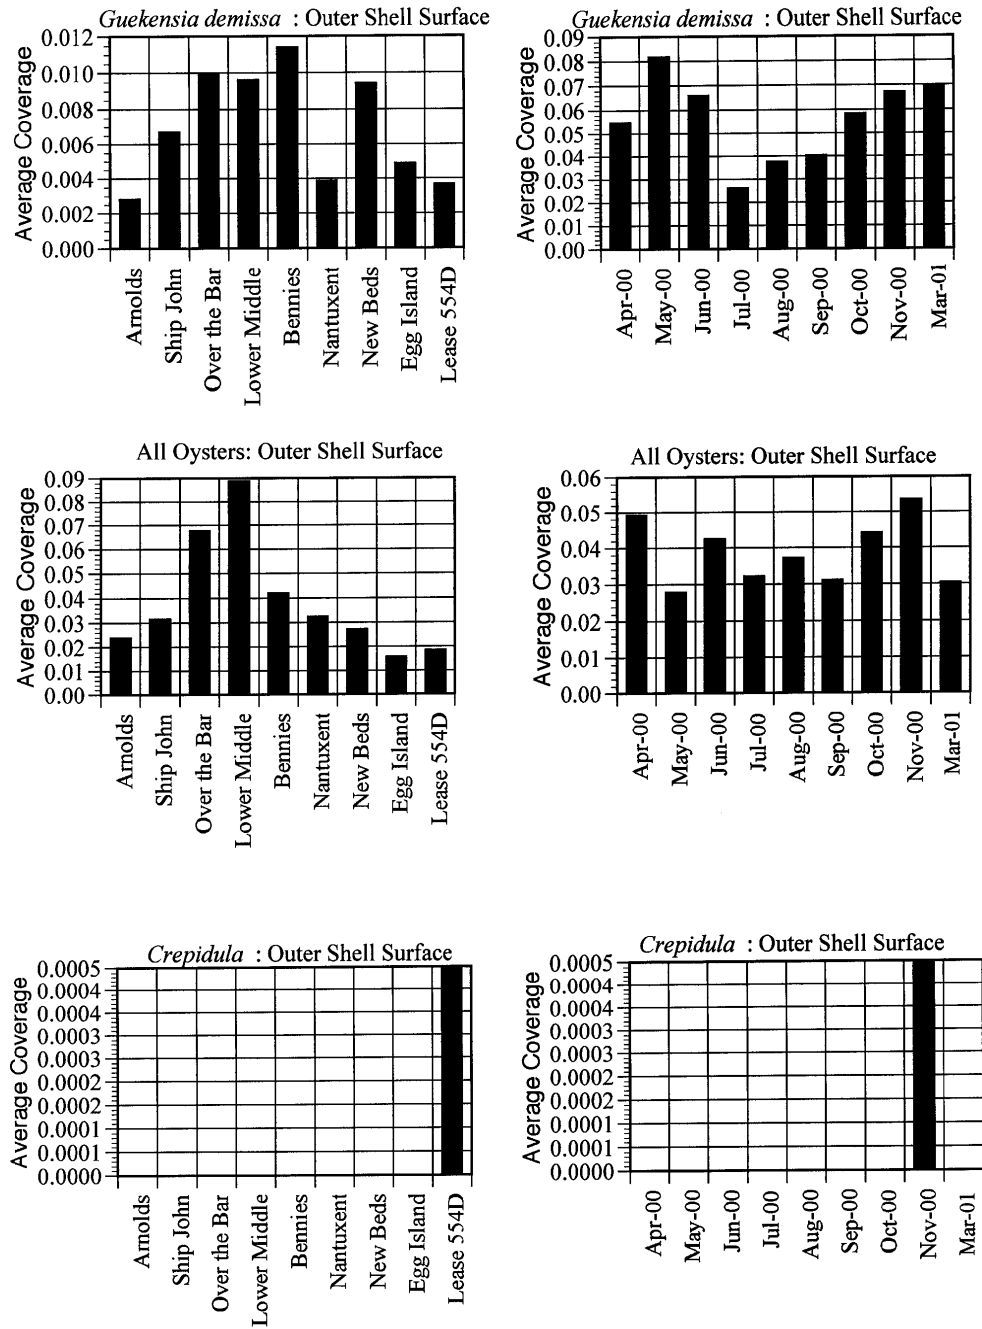 Guekensia demissa : Outer Shell Surface
Average Coverage
0.012
0.010
0.008
0.006
0.004
0.002
0.000
Arnolds
Ship John
Over the Bar
Lower Middle
Bennies
Nantuxent
New Beds
Egg Island
Lease 554D
Guekensia demissa : Outer Shell Surface
Average Coverage
0.09
0.08
0.07
0.06
0.05
0.04
0.03
0.02
0.01
0.00
Apr-00
May-00
Jun-00
Jul-00
Aug-00
Sep-00
Oct-00
Nov-00
Mar-01
All Oysters: Outer Shell Surface
Average Coverage
0.09
0.08
0.07
0.06
0.05
0.04
0.03
0.02
0.01
0.00
Arnolds
Ship John
Over the Bar
Lower Middle
Bennies
Nantuxent
New Beds
Egg Island
Lease 554D
All Oysters: Outer Shell Surface
Average Coverage
0.06
0.05
0.04
0.03
0.02
0.01
0.00
Apr-00
May-00
Jun-00
Jul-00
Aug-00
Sep-00
Oct-00
Nov-00
Mar-01
Crepidula : Outer Shell Surface
Average Coverage
0.0005
0.0004
0.0004
0.0003
0.0003
0.0002
0.0002
0.0001
0.0001
0.0000
Arnolds
Ship John
Over the Bar
Lower Middle
Bennies
Nantuxent
New Beds
Egg Island
Lease 554D
Crepidula : Outer Shell Surface
Average Coverage
0.0005
0.0004
0.0004
0.0003
0.0003
0.0002
0.0002
0.0001
0.0001
0.0000
Apr-00
May-00
Jun-00
Jul-00
Aug-00
Sep-00
Oct-00
Nov-00
Mar-01